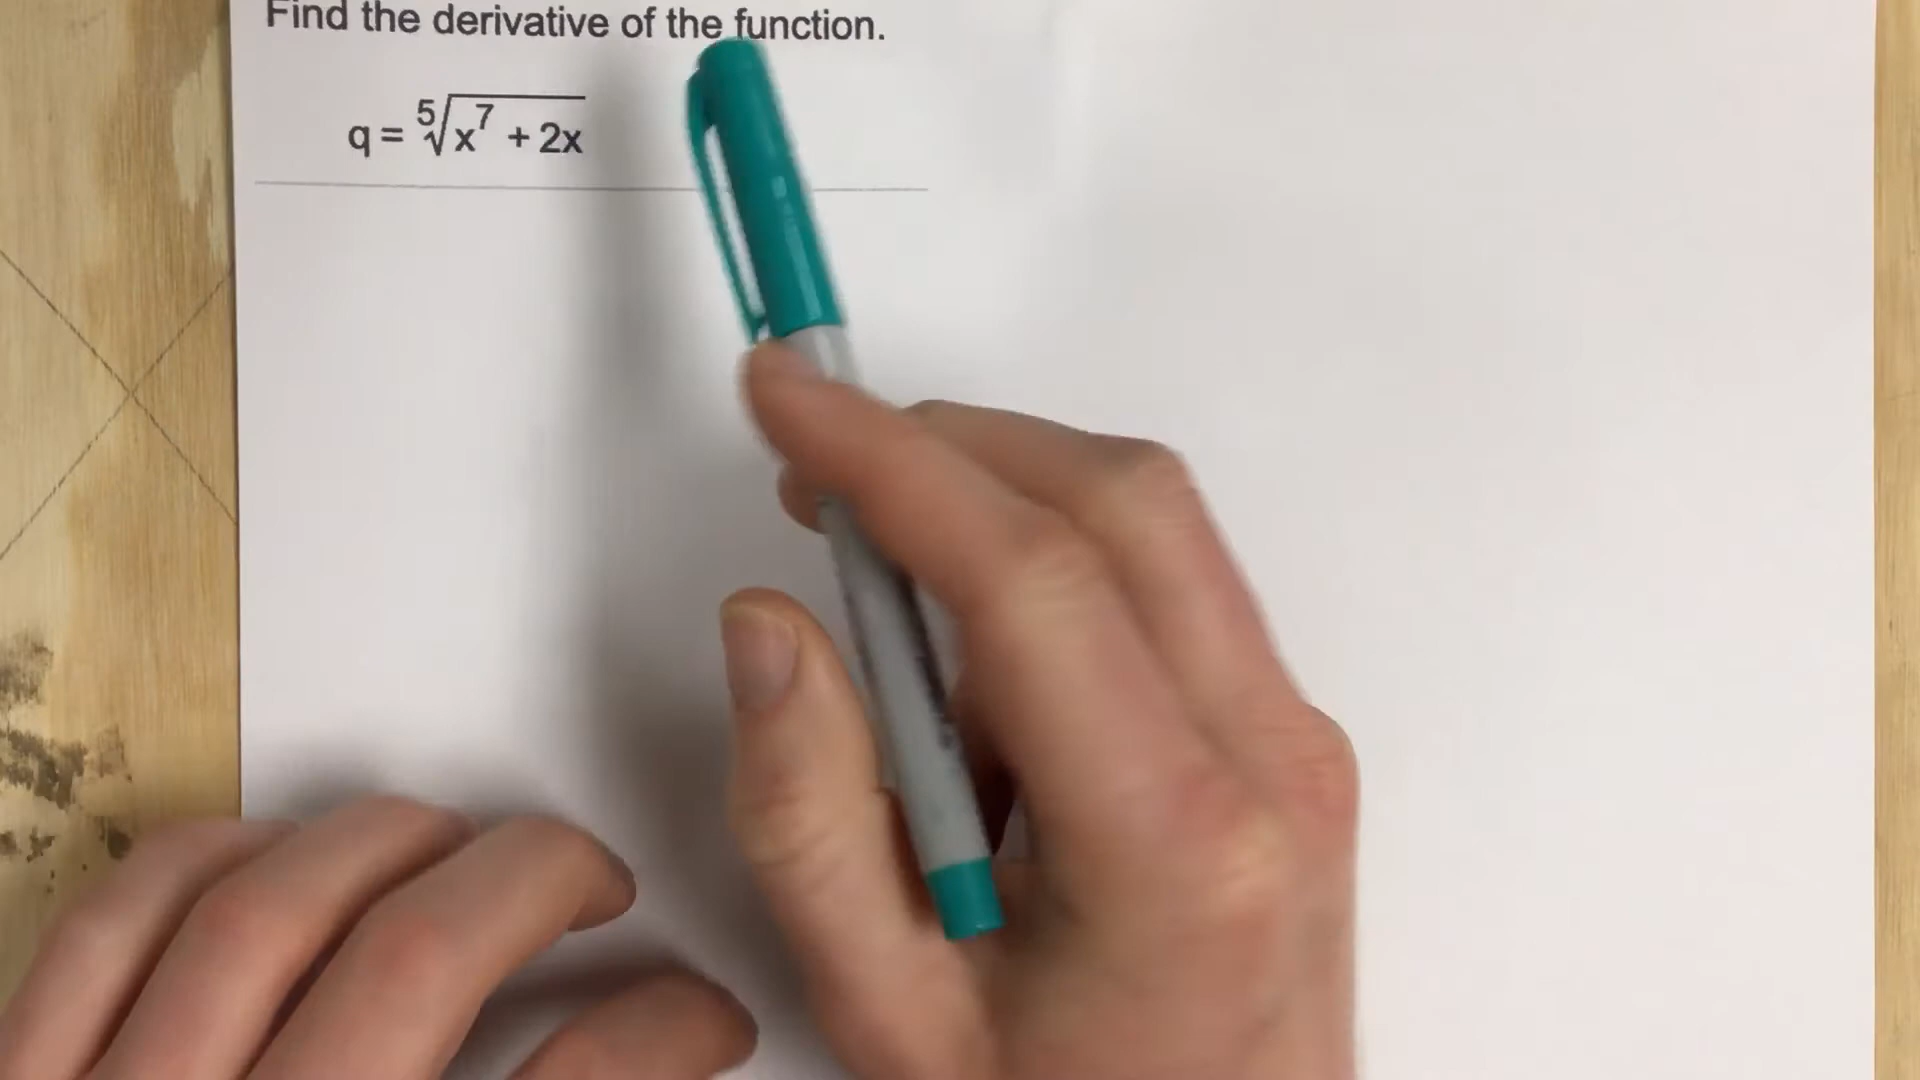 Find the derivative of the function.
q = ⁵√(x⁷ + 2x)